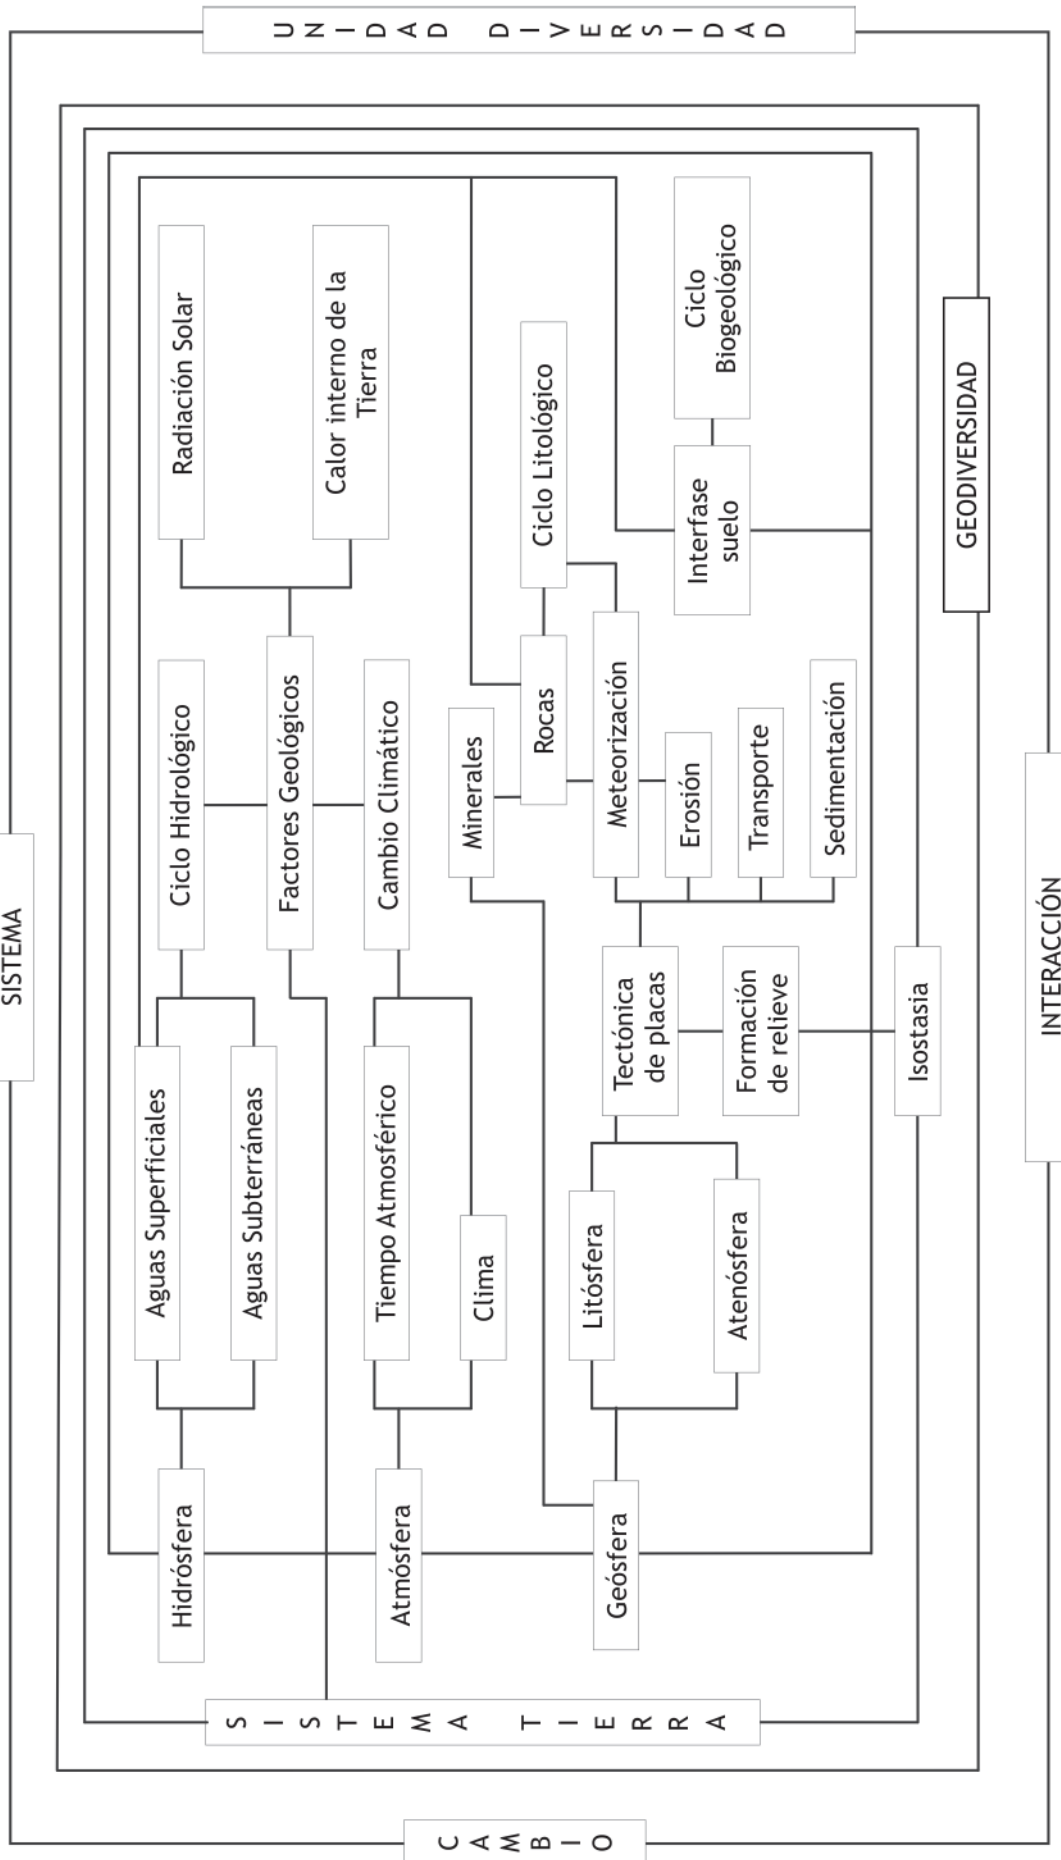 SISTEMA
CAMBIO
SISTEMA TIERRA
Hidrósfera
Aguas Superficiales
Aguas Subterráneas
Ciclo Hidrológico
Radiación Solar
Factores Geológicos
Calor interno de la
Tierra
Atmósfera
Tiempo Atmosférico
Clima
Cambio Climático
Minerales
Rocas
Ciclo Litológico
Geósfera
Litósfera
Atenósfera
Tectónica
de placas
Formación
de relieve
Meteorización
Erosión
Transporte
Sedimentación
Interfase
suelo
Ciclo
Biogeológico
Isostasia
GEODIVERSIDAD
UNIDAD DIVERSIDAD
INTERACCIÓN